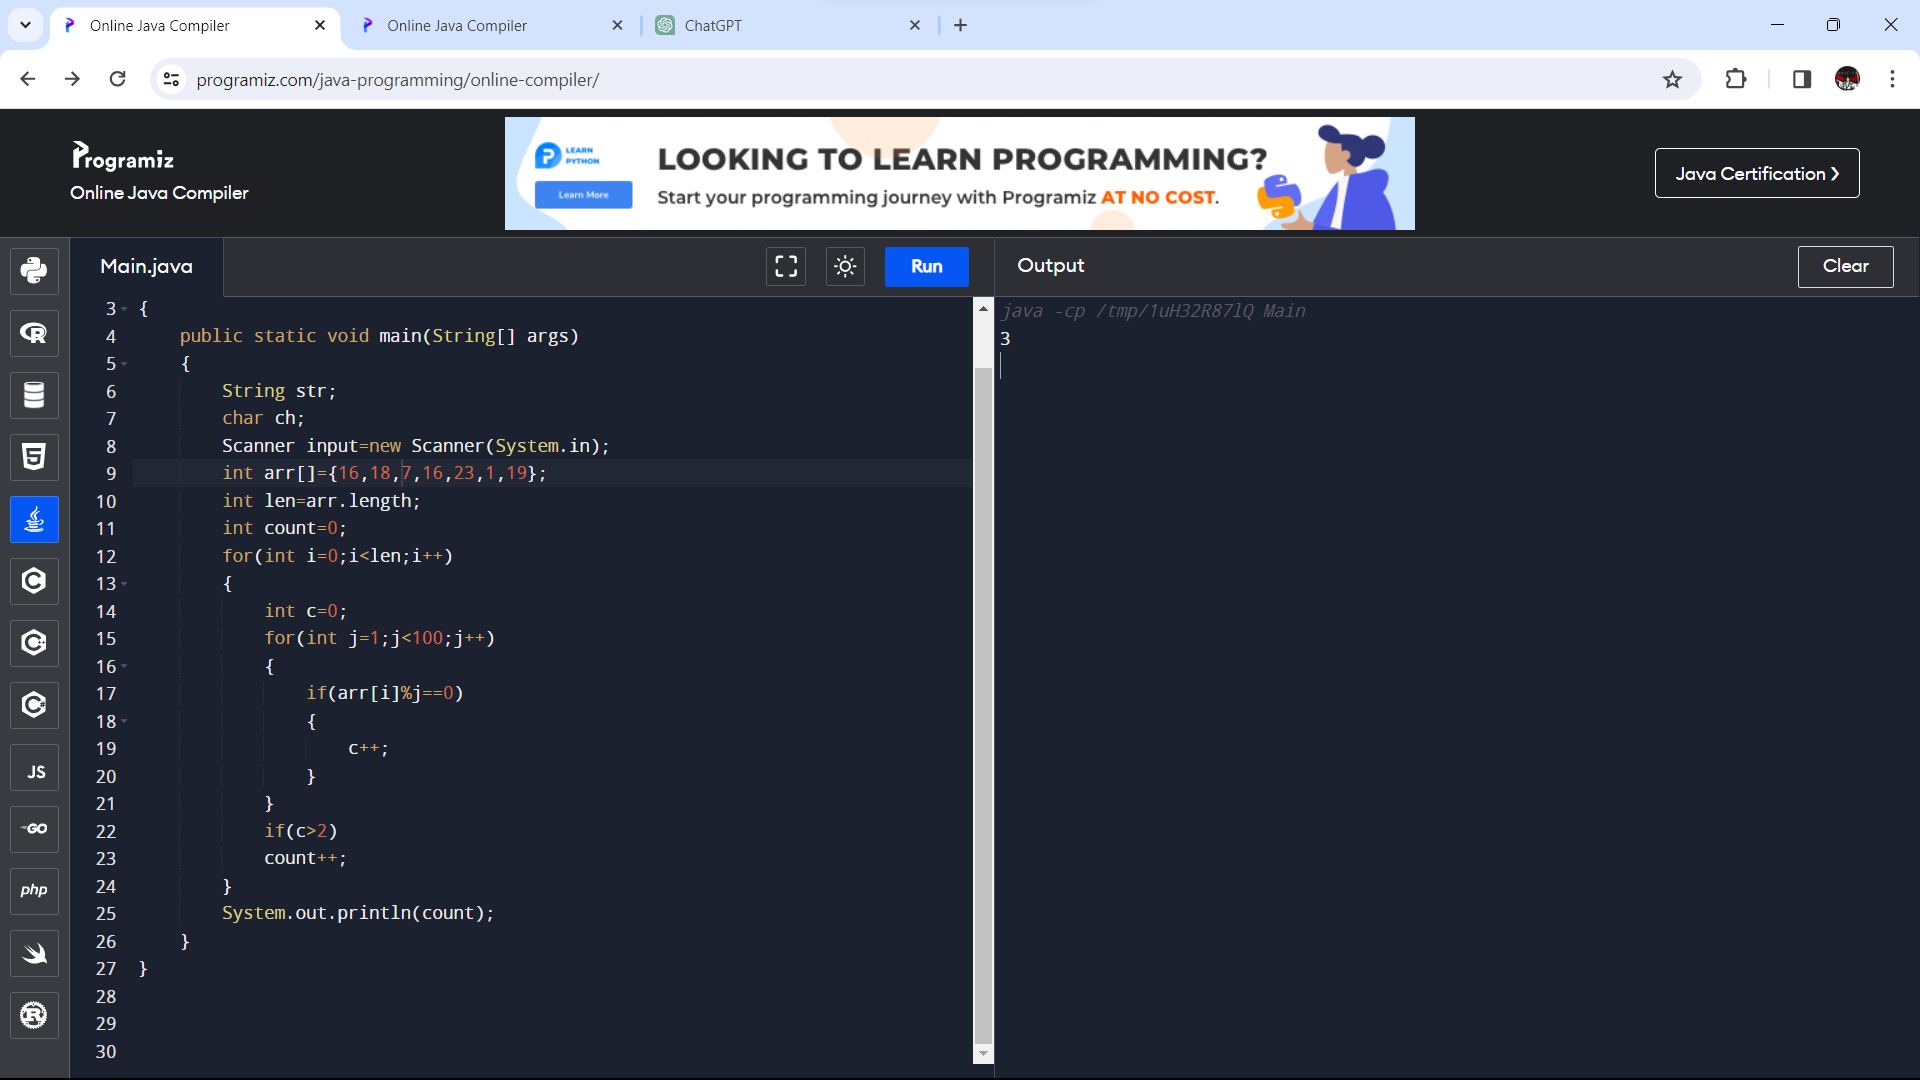 Online Java Compiler
Online Java Compiler
ChatGPT
programiz.com/java-programming/online-compiler/
Programiz
Online Java Compiler
LEARN
PYTHON
Learn More
LOOKING TO LEARN PROGRAMMING?
Start your programming journey with Programiz AT NO COST.
Java Certification ❯
Main.java
Run
Output
Clear
3 {
4 public static void main(String[] args)
5 {
6 String str;
7 char ch;
8 Scanner input=new Scanner(System.in);
9 int arr[]={16,18,7,16,23,1,19};
10 int len=arr.length;
11 int count=0;
12 for(int i=0;i<len;i++)
13 {
14 int c=0;
15 for(int j=1;j<100;j++)
16 {
17 if(arr[i]%j==0)
18 {
19 c++;
20 }
21 }
22 if(c>2)
23 count++;
24 }
25 System.out.println(count);
26 }
27 }
28
29
30
java -cp /tmp/1uH32R87lQ Main
3
R
5
C
C
C
JS
GO
php
R